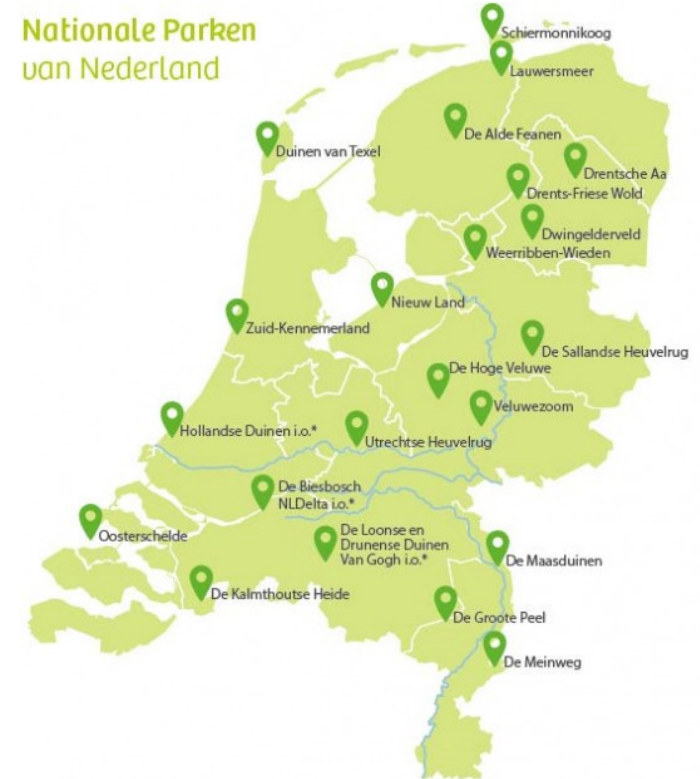 Nationale Parken
van Nederland
Schiermonnikoog
Lauwersmeer
De Alde Feanen
Duinen van Texel
Drentsche Aa
Drents-Friese Wold
Dwingelderveld
Weerribben-Wieden
Nieuw Land
Zuid-Kennemerland
De Sallandse Heuvelrug
De Hoge Veluwe
Veluwezoom
Hollandse Duinen i.o.*
Utrechtse Heuvelrug
De Biesbosch
NLDelta i.o.*
Oosterschelde
De Loonse en
Drunense Duinen
Van Gogh i.o.*
De Maasduinen
De Kalmthoutse Heide
De Groote Peel
De Meinweg